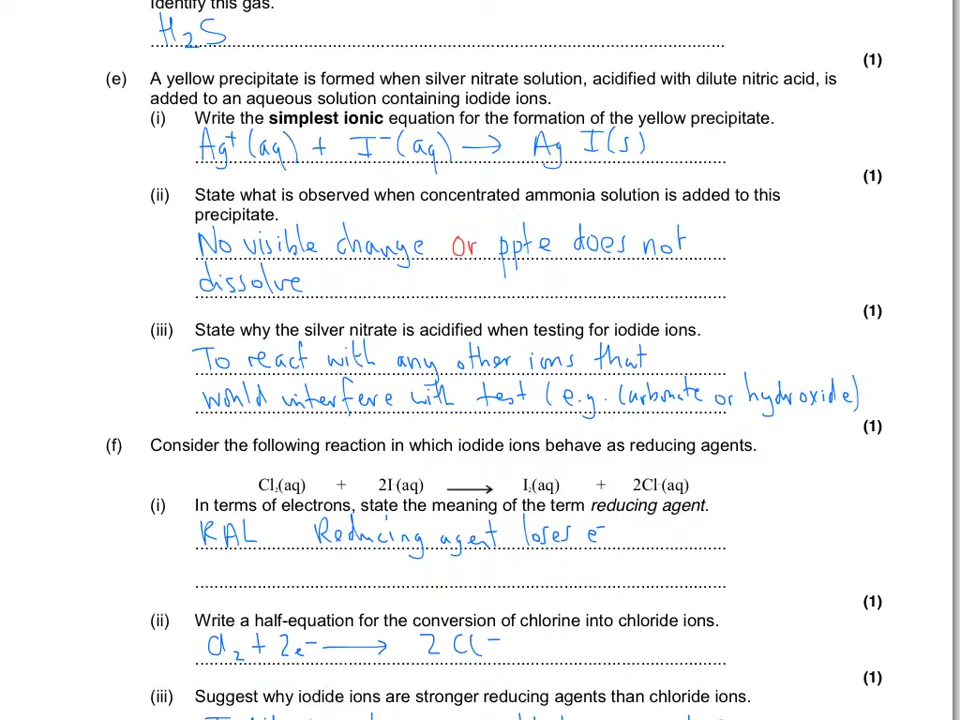 Identify this gas.
H2S
(1)
(e) A yellow precipitate is formed when silver nitrate solution, acidified with dilute nitric acid, is
added to an aqueous solution containing iodide ions.
(i) Write the simplest ionic equation for the formation of the yellow precipitate.
Ag+ (aq) + I- (aq) → Ag I(s)
(1)
(ii) State what is observed when concentrated ammonia solution is added to this
precipitate.
No visible change Or ppte does not
dissolve
(1)
(iii) State why the silver nitrate is acidified when testing for iodide ions.
To react with any other ions that
would interfere with test (e.g. carbonate or hydroxide)
(1)
(f) Consider the following reaction in which iodide ions behave as reducing agents.
Cl2(aq) + 2I-(aq) → I2(aq) + 2Cl-(aq)
(i) In terms of electrons, state the meaning of the term reducing agent.
RAL Reducing agent loses e-
(1)
(ii) Write a half-equation for the conversion of chlorine into chloride ions.
Cl2 + 2e- → 2 Cl-
(1)
(iii) Suggest why iodide ions are stronger reducing agents than chloride ions.